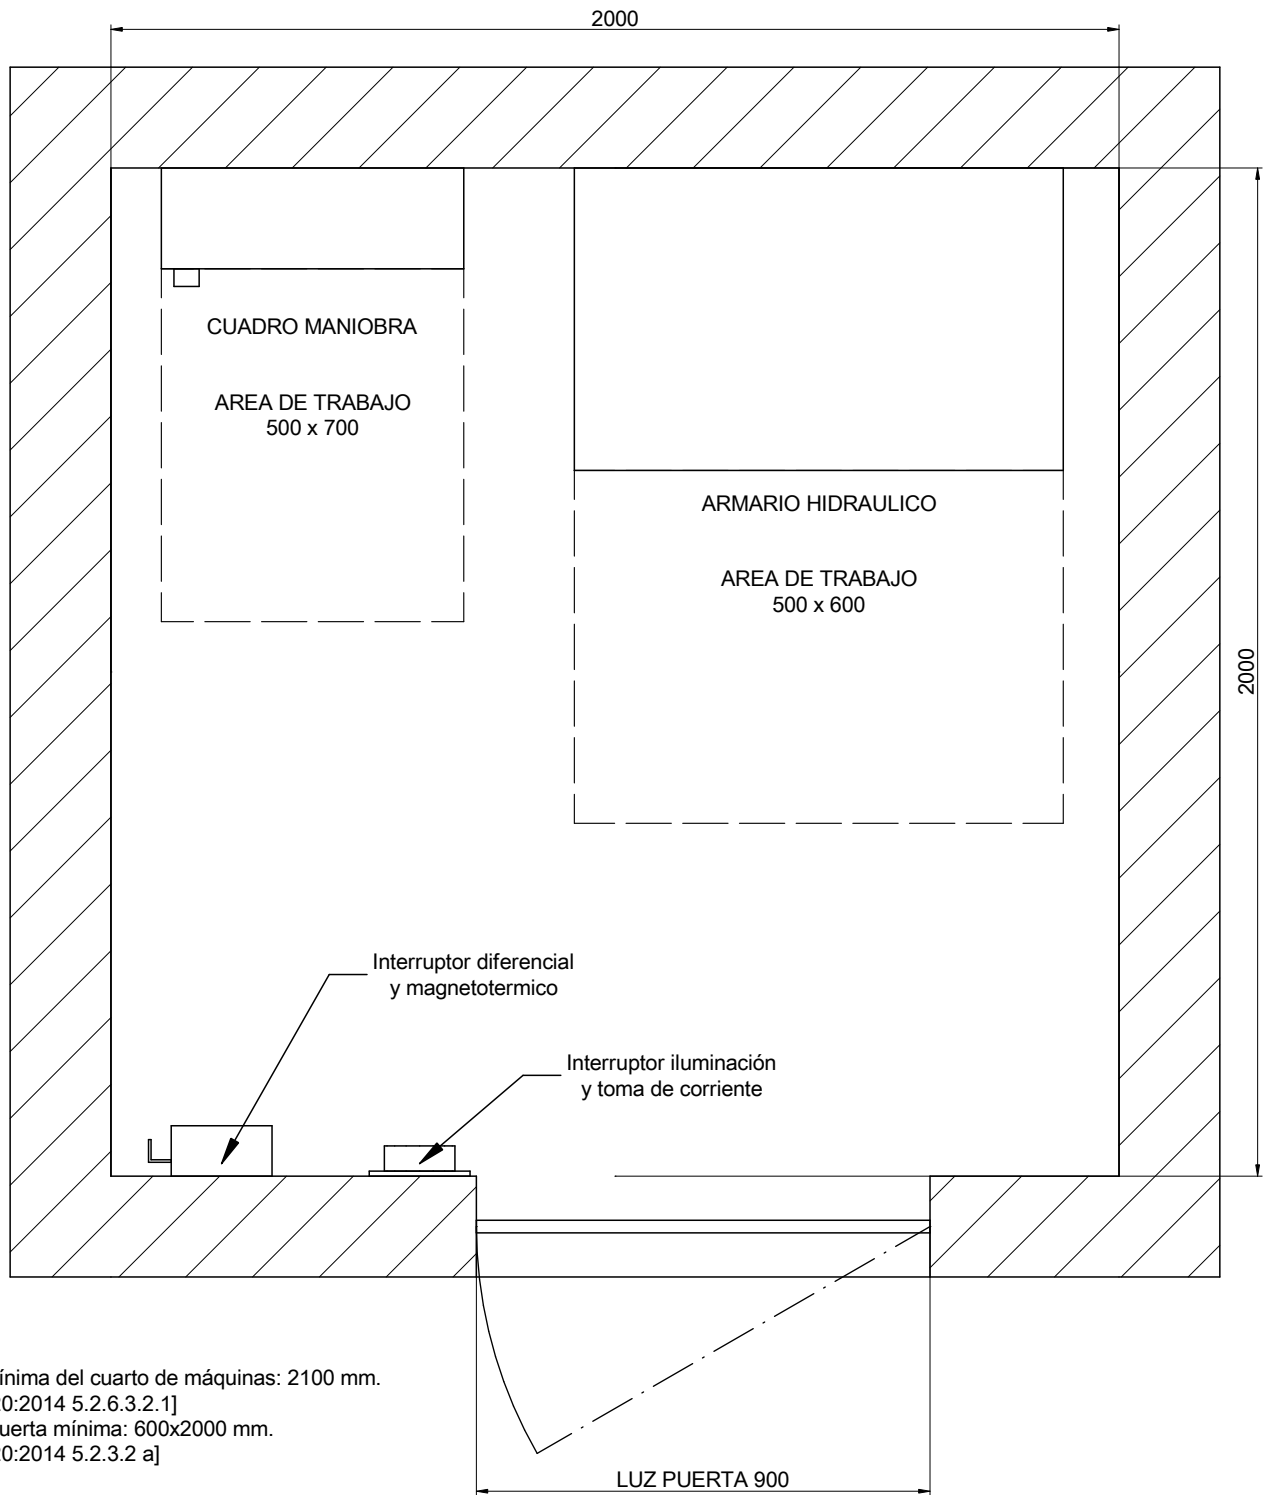 2000
CUADRO MANIOBRA
AREA DE TRABAJO
500 x 700
ARMARIO HIDRAULICO
AREA DE TRABAJO
500 x 600
2000
Interruptor diferencial
y magnetotermico
Interruptor iluminación
y toma de corriente
ínima del cuarto de máquinas: 2100 mm.
20:2014 5.2.6.3.2.1]
uerta mínima: 600x2000 mm.
20:2014 5.2.3.2 a]
LUZ PUERTA 900